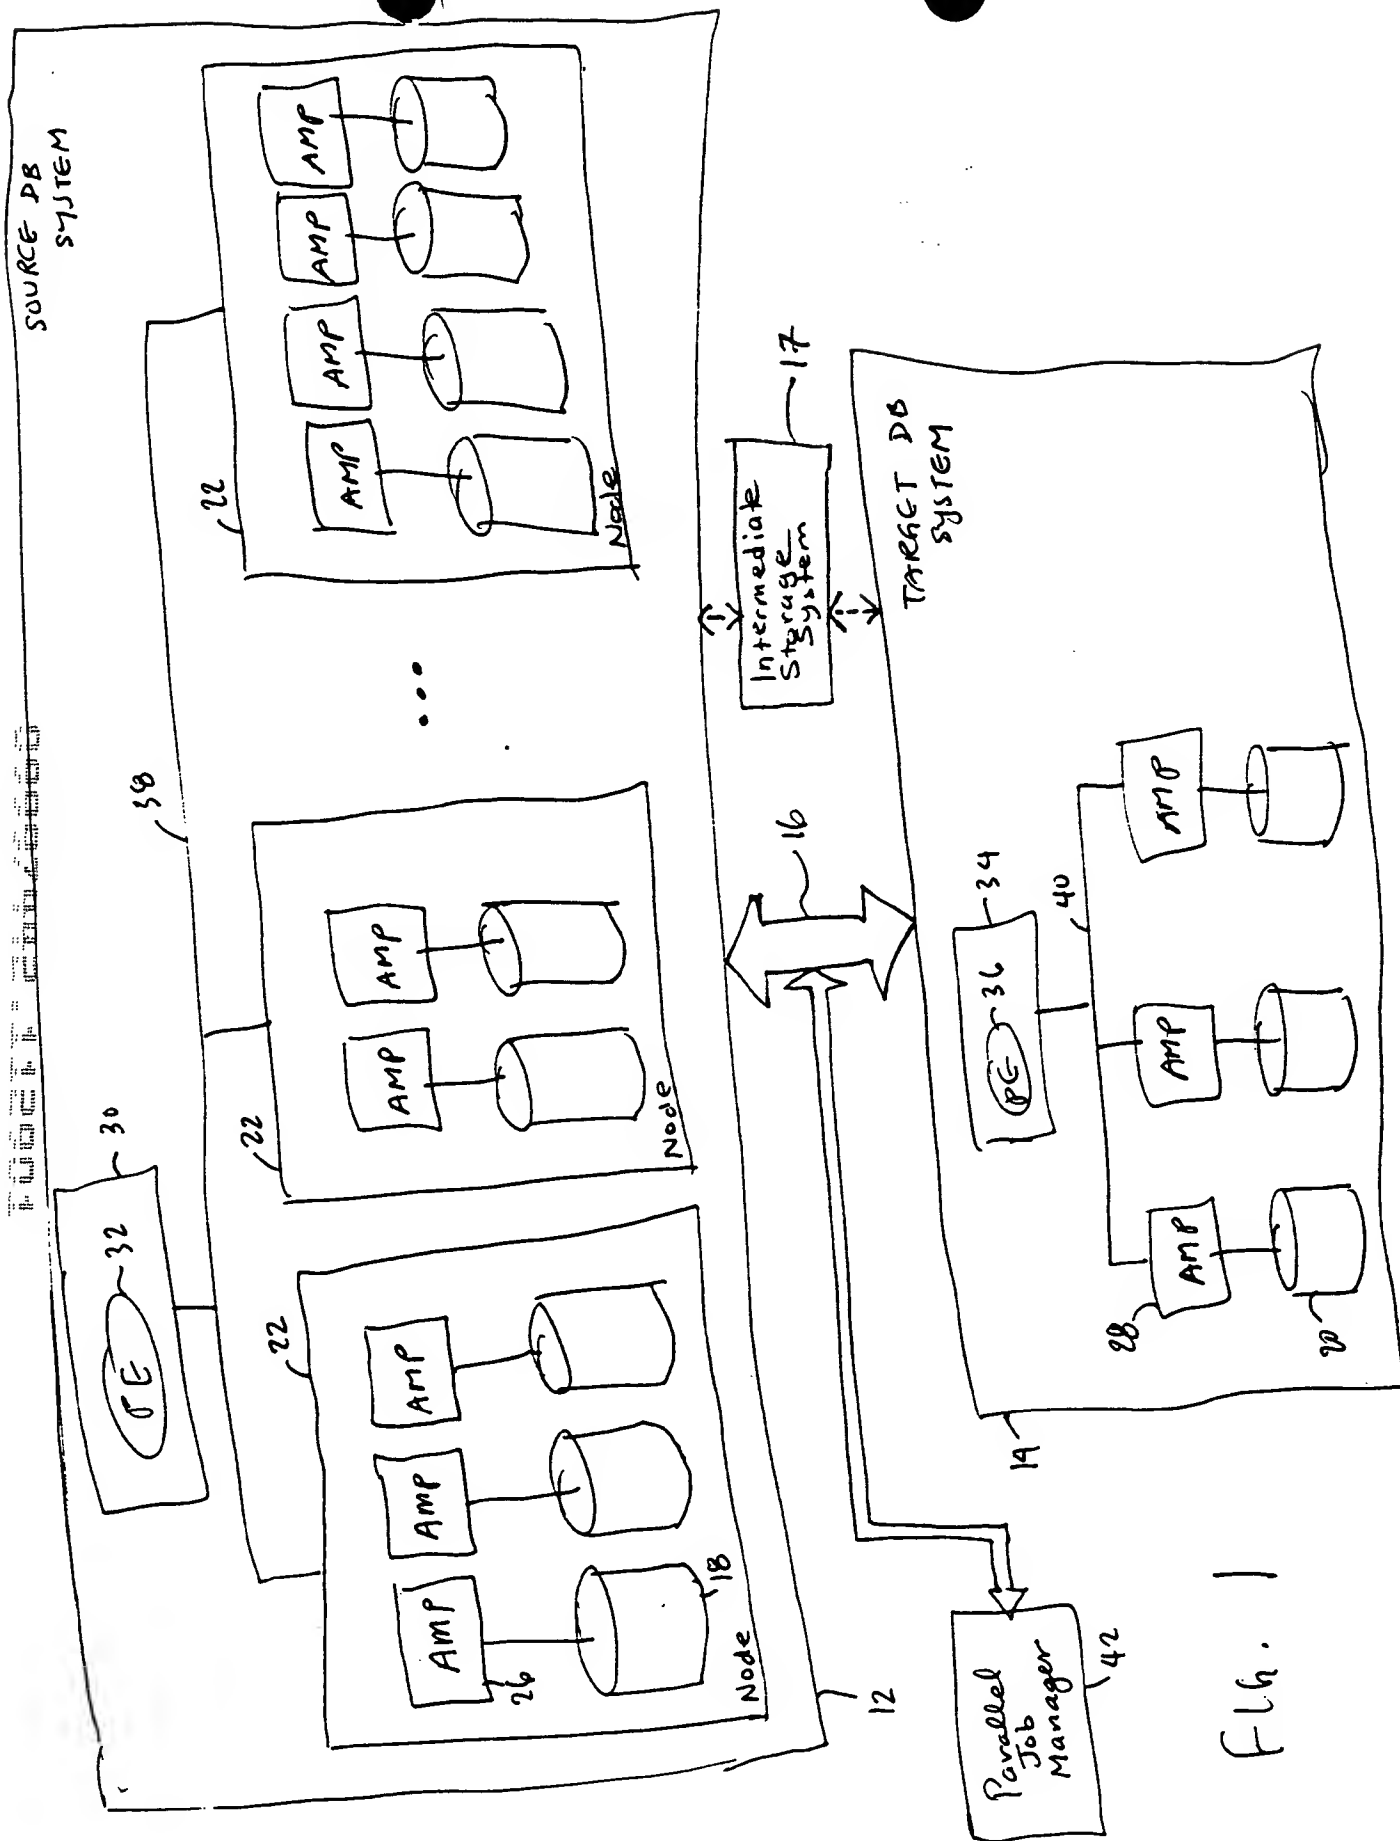 SOURCE DB
SYSTEM
30
PE
32
38
22
AMP
AMP
AMP
26
18
Node
22
AMP
AMP
Node
...
22
AMP
AMP
AMP
AMP
Node
12
16
Intermediate
Storage
System
17
TARGET DB
SYSTEM
34
PE
36
40
28
AMP
AMP
AMP
20
14
Parallel
Job
Manager
42
FIG. 1